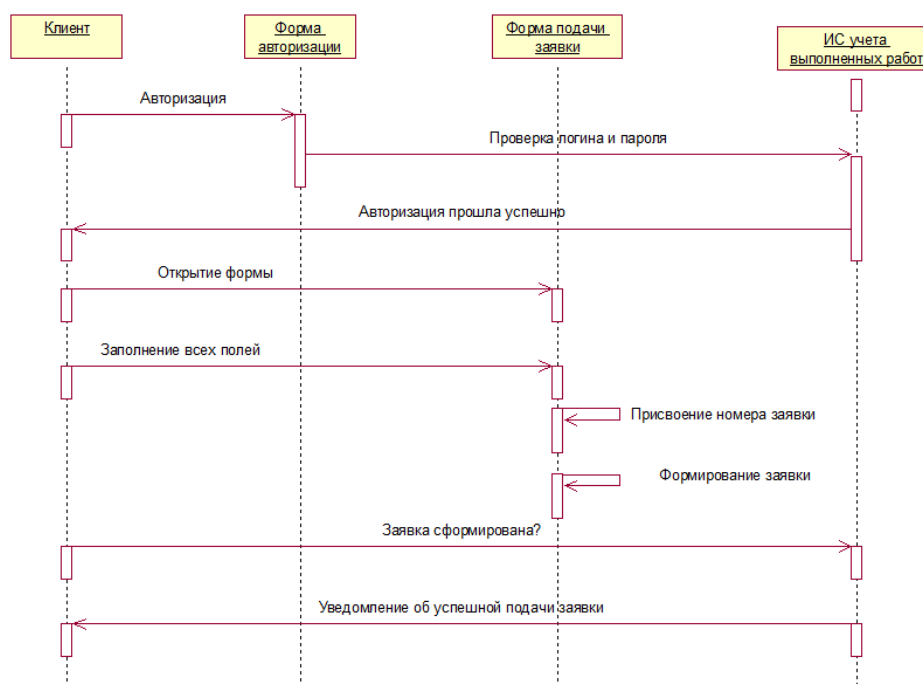 Клиент
Форма
авторизации
Форма подачи
заявки
ИС учета
выполненных работ
Авторизация
Проверка логина и пароля
Авторизация прошла успешно
Открытие формы
Заполнение всех полей
Присвоение номера заявки
Формирование заявки
Заявка сформирована?
Уведомление об успешной подачи заявки